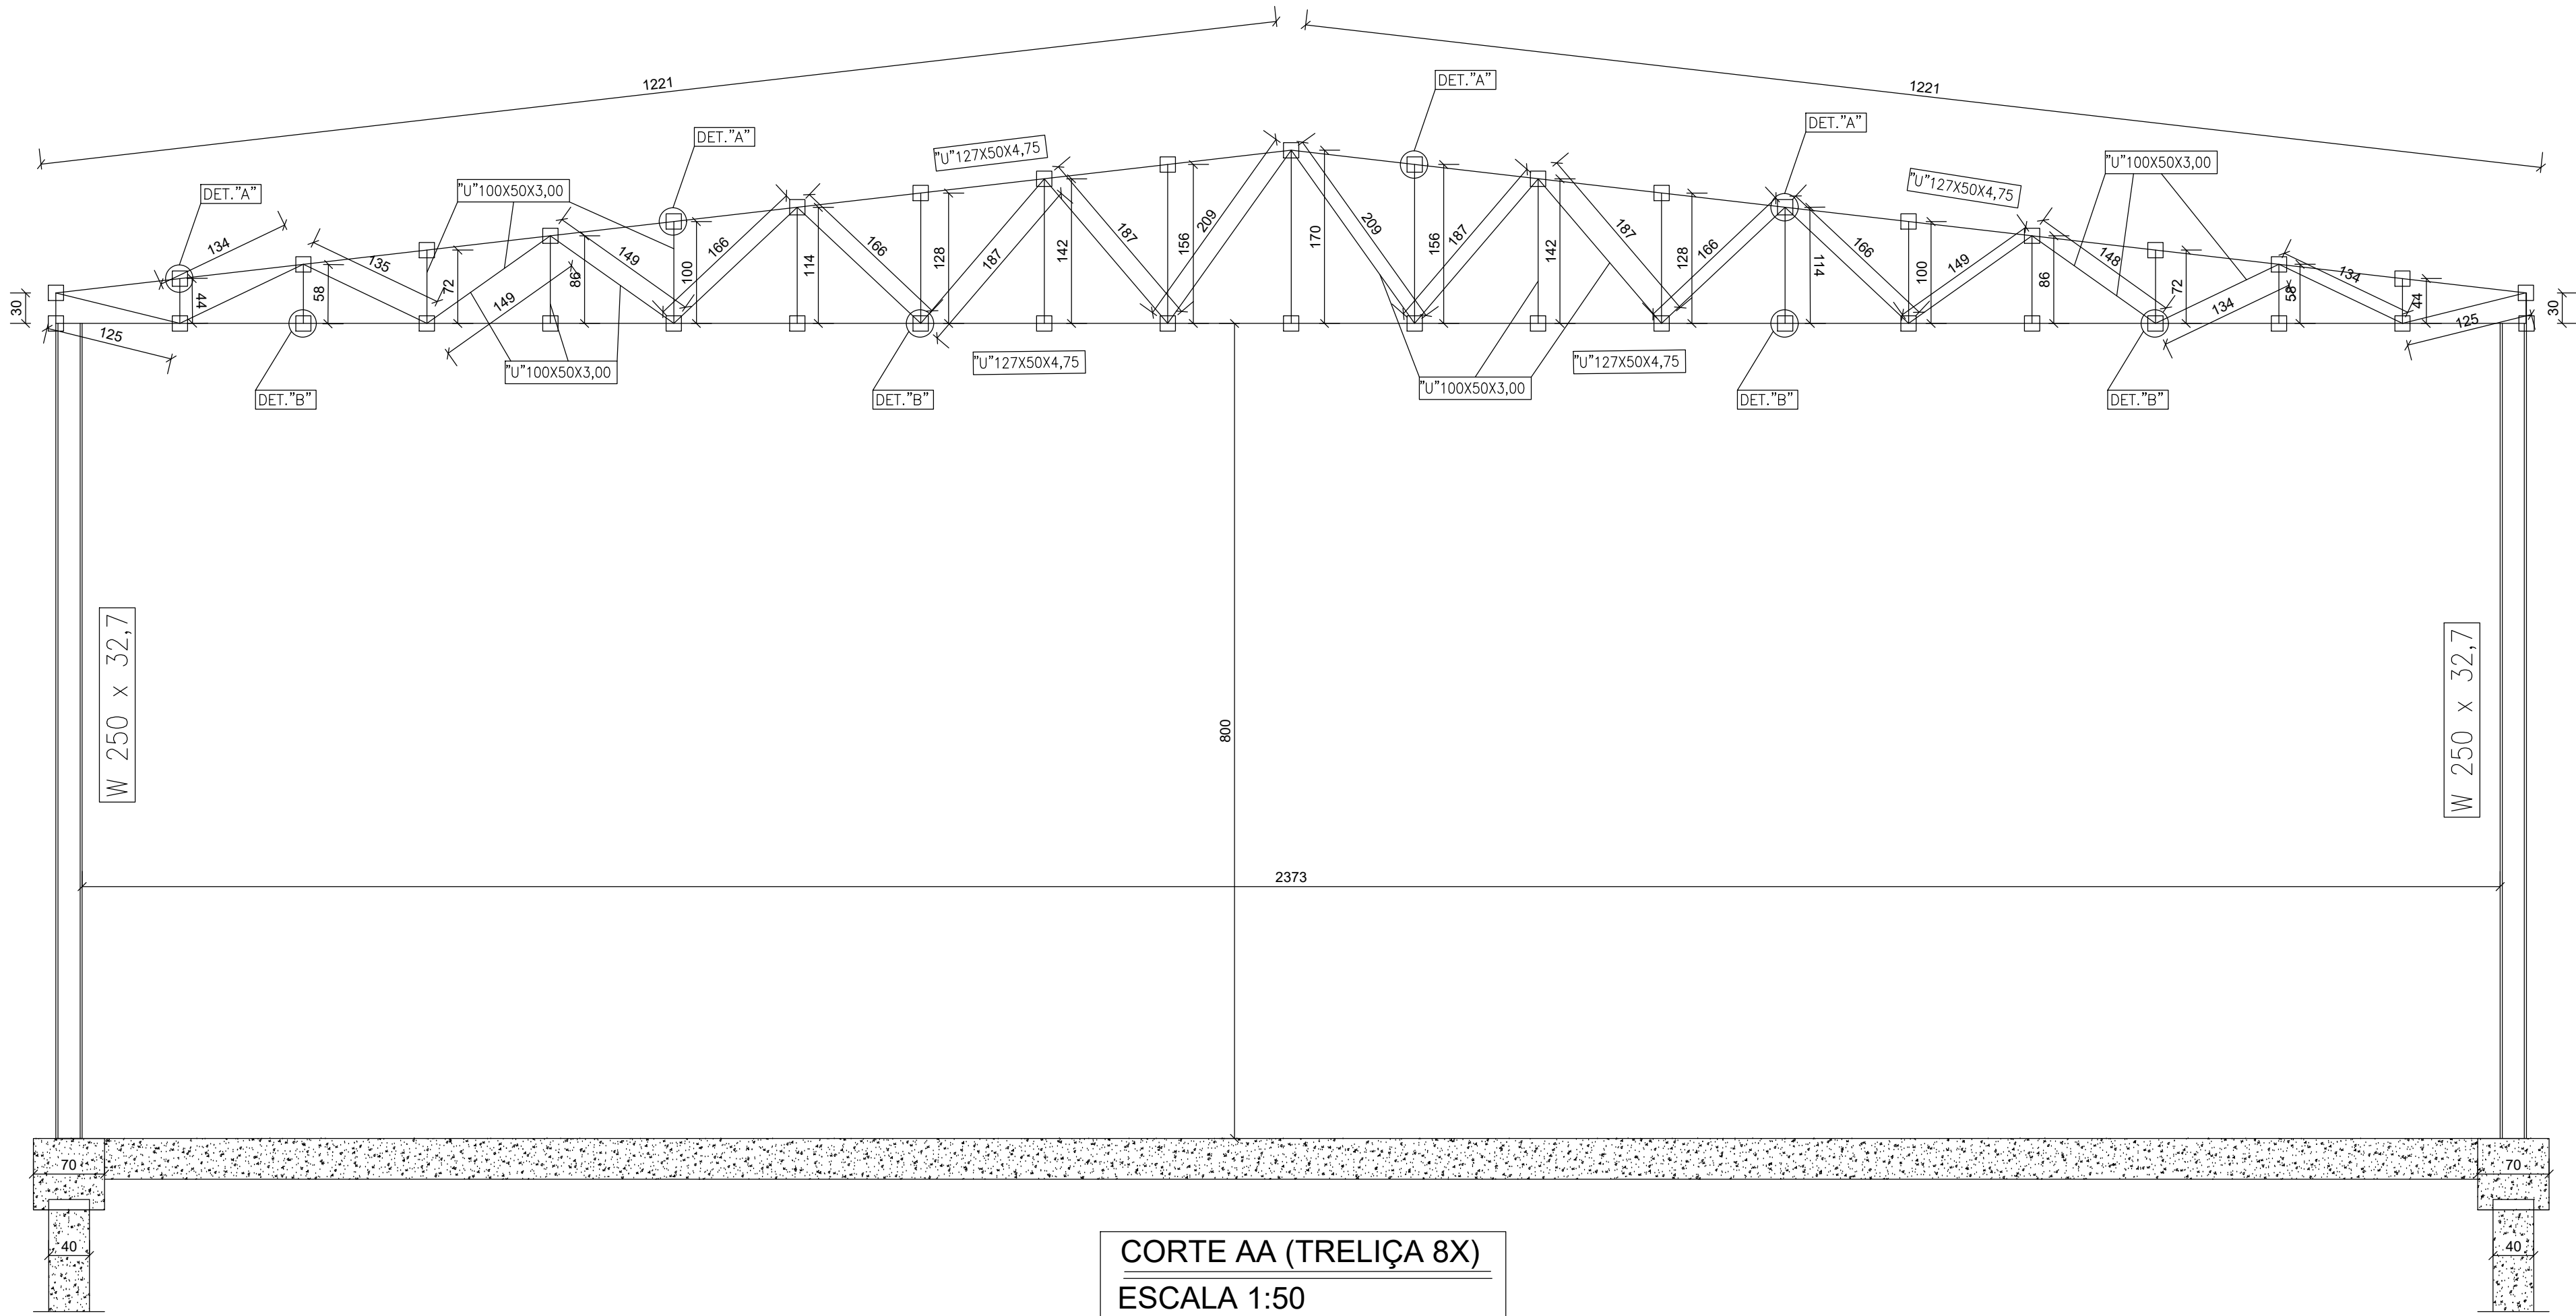 1221
1221
DET."A"
DET."A"
DET."A"
DET."A"
"U"127X50X4,75
"U"100X50X3,00
"U"100X50X3,00
"U"127X50X4,75
134
135
149
149
166
166
187
187
209
209
187
187
166
166
149
148
134
134
30
44
58
72
86
100
114
128
142
156
170
156
142
128
114
100
86
72
58
44
30
125
125
"U"100X50X3,00
"U"127X50X4,75
"U"127X50X4,75
"U"100X50X3,00
DET."B"
DET."B"
DET."B"
DET."B"
W 250 x 32,7
W 250 x 32,7
800
2373
70
70
40
40
CORTE AA (TRELIÇA 8X)
ESCALA 1:50